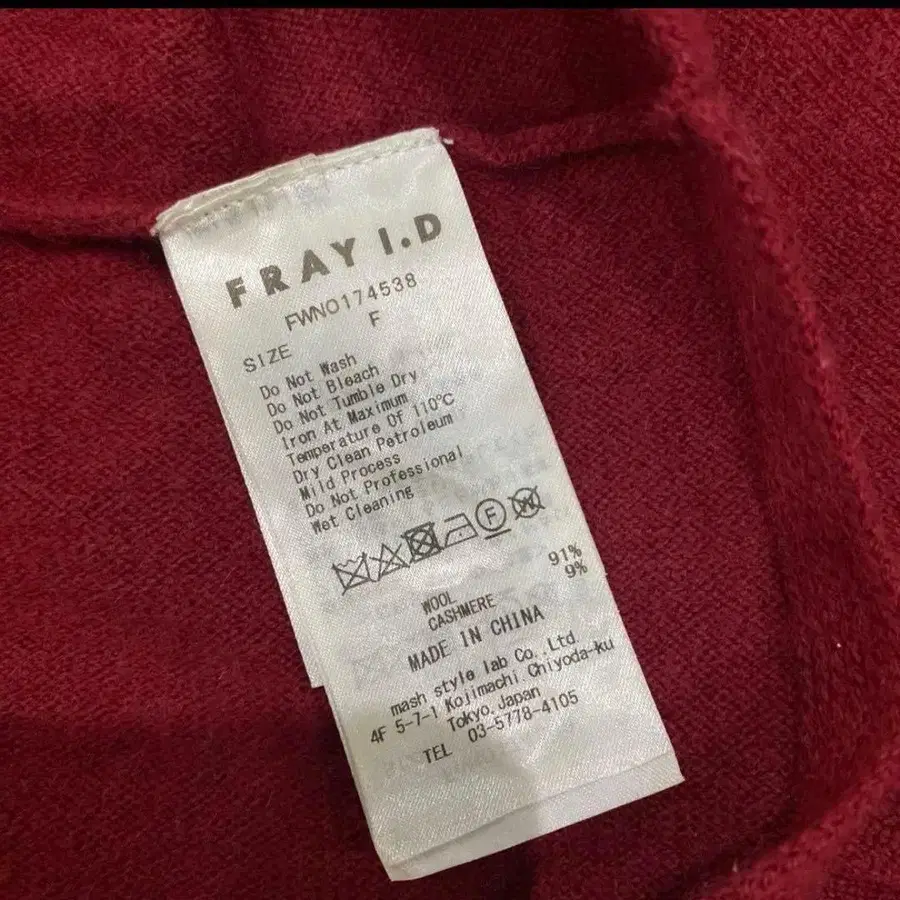 FRAY I.D
FWNO174538
SIZE F
Do Not Wash
Do Not Bleach
Do Not Tumble Dry
Iron At Maximum
Temperature Of 110℃
Dry Clean Petroleum
Mild Process
Do Not Professional
Wet Cleaning
F
WOOL 91%
CASHMERE 9%
MADE IN CHINA
mash style lab Co.,Ltd.
4F 5-7-1 Kojimachi Chiyoda-ku
Tokyo,Japan
TEL 03-5778-4105